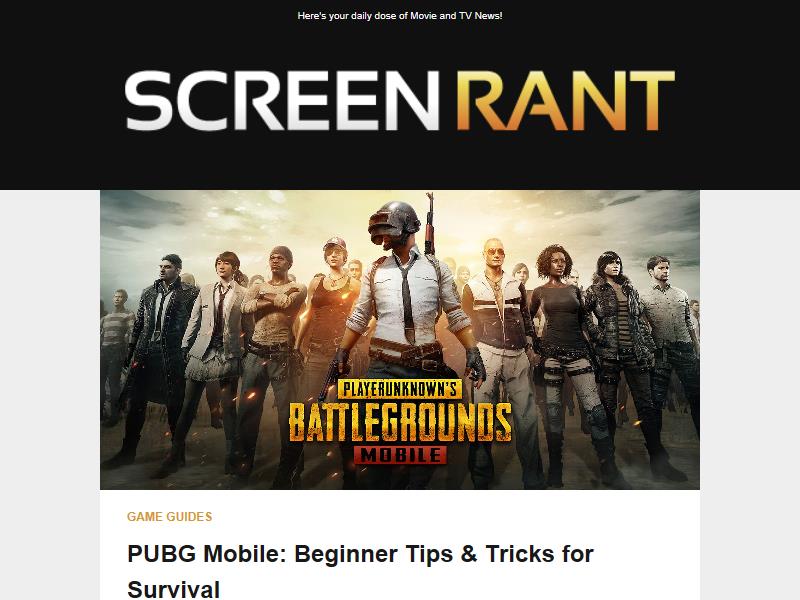 Here's your daily dose of Movie and TV News!
SCREEN RANT
PLAYERUNKNOWN'S
BATTLEGROUNDS
MOBILE
GAME GUIDES
PUBG Mobile: Beginner Tips & Tricks for
Survival